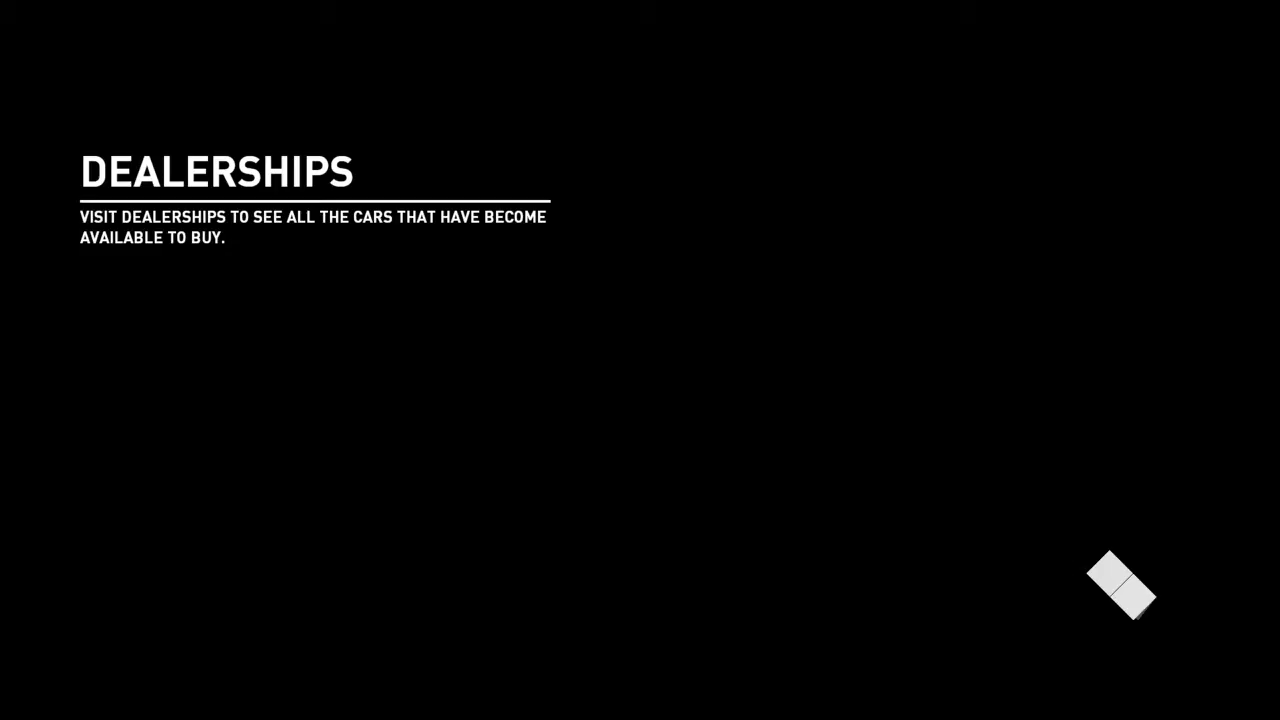 DEALERSHIPS
VISIT DEALERSHIPS TO SEE ALL THE CARS THAT HAVE BECOME
AVAILABLE TO BUY.